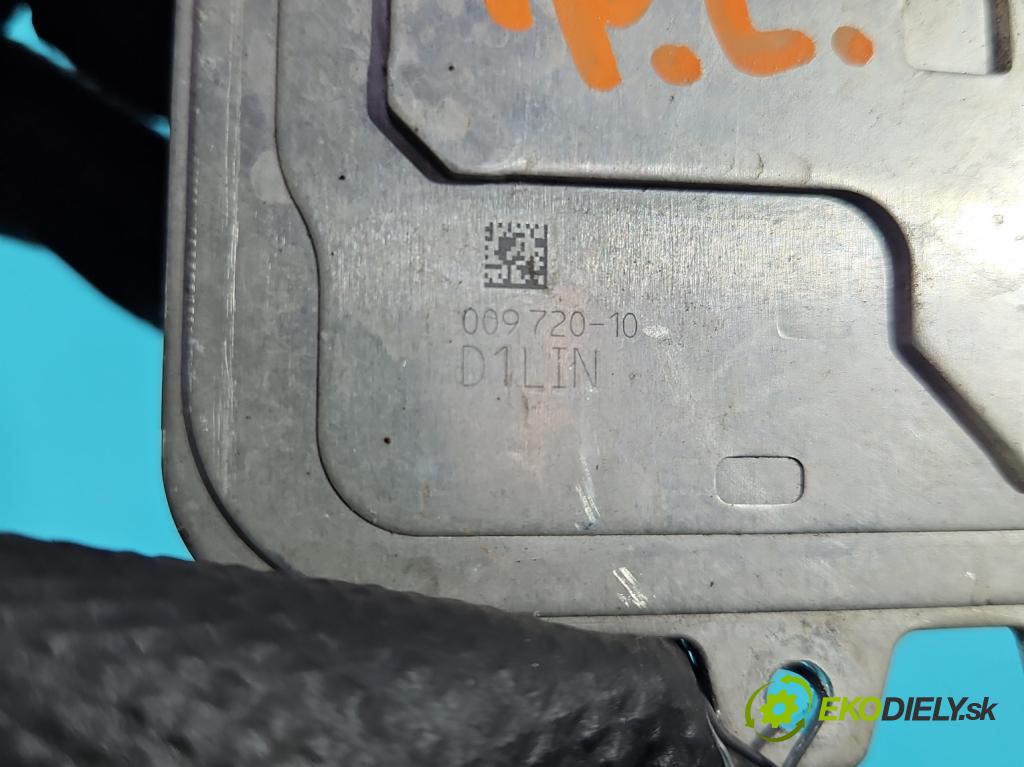 P.L.
009 720-10
D1LIN
EKODIELY.sk